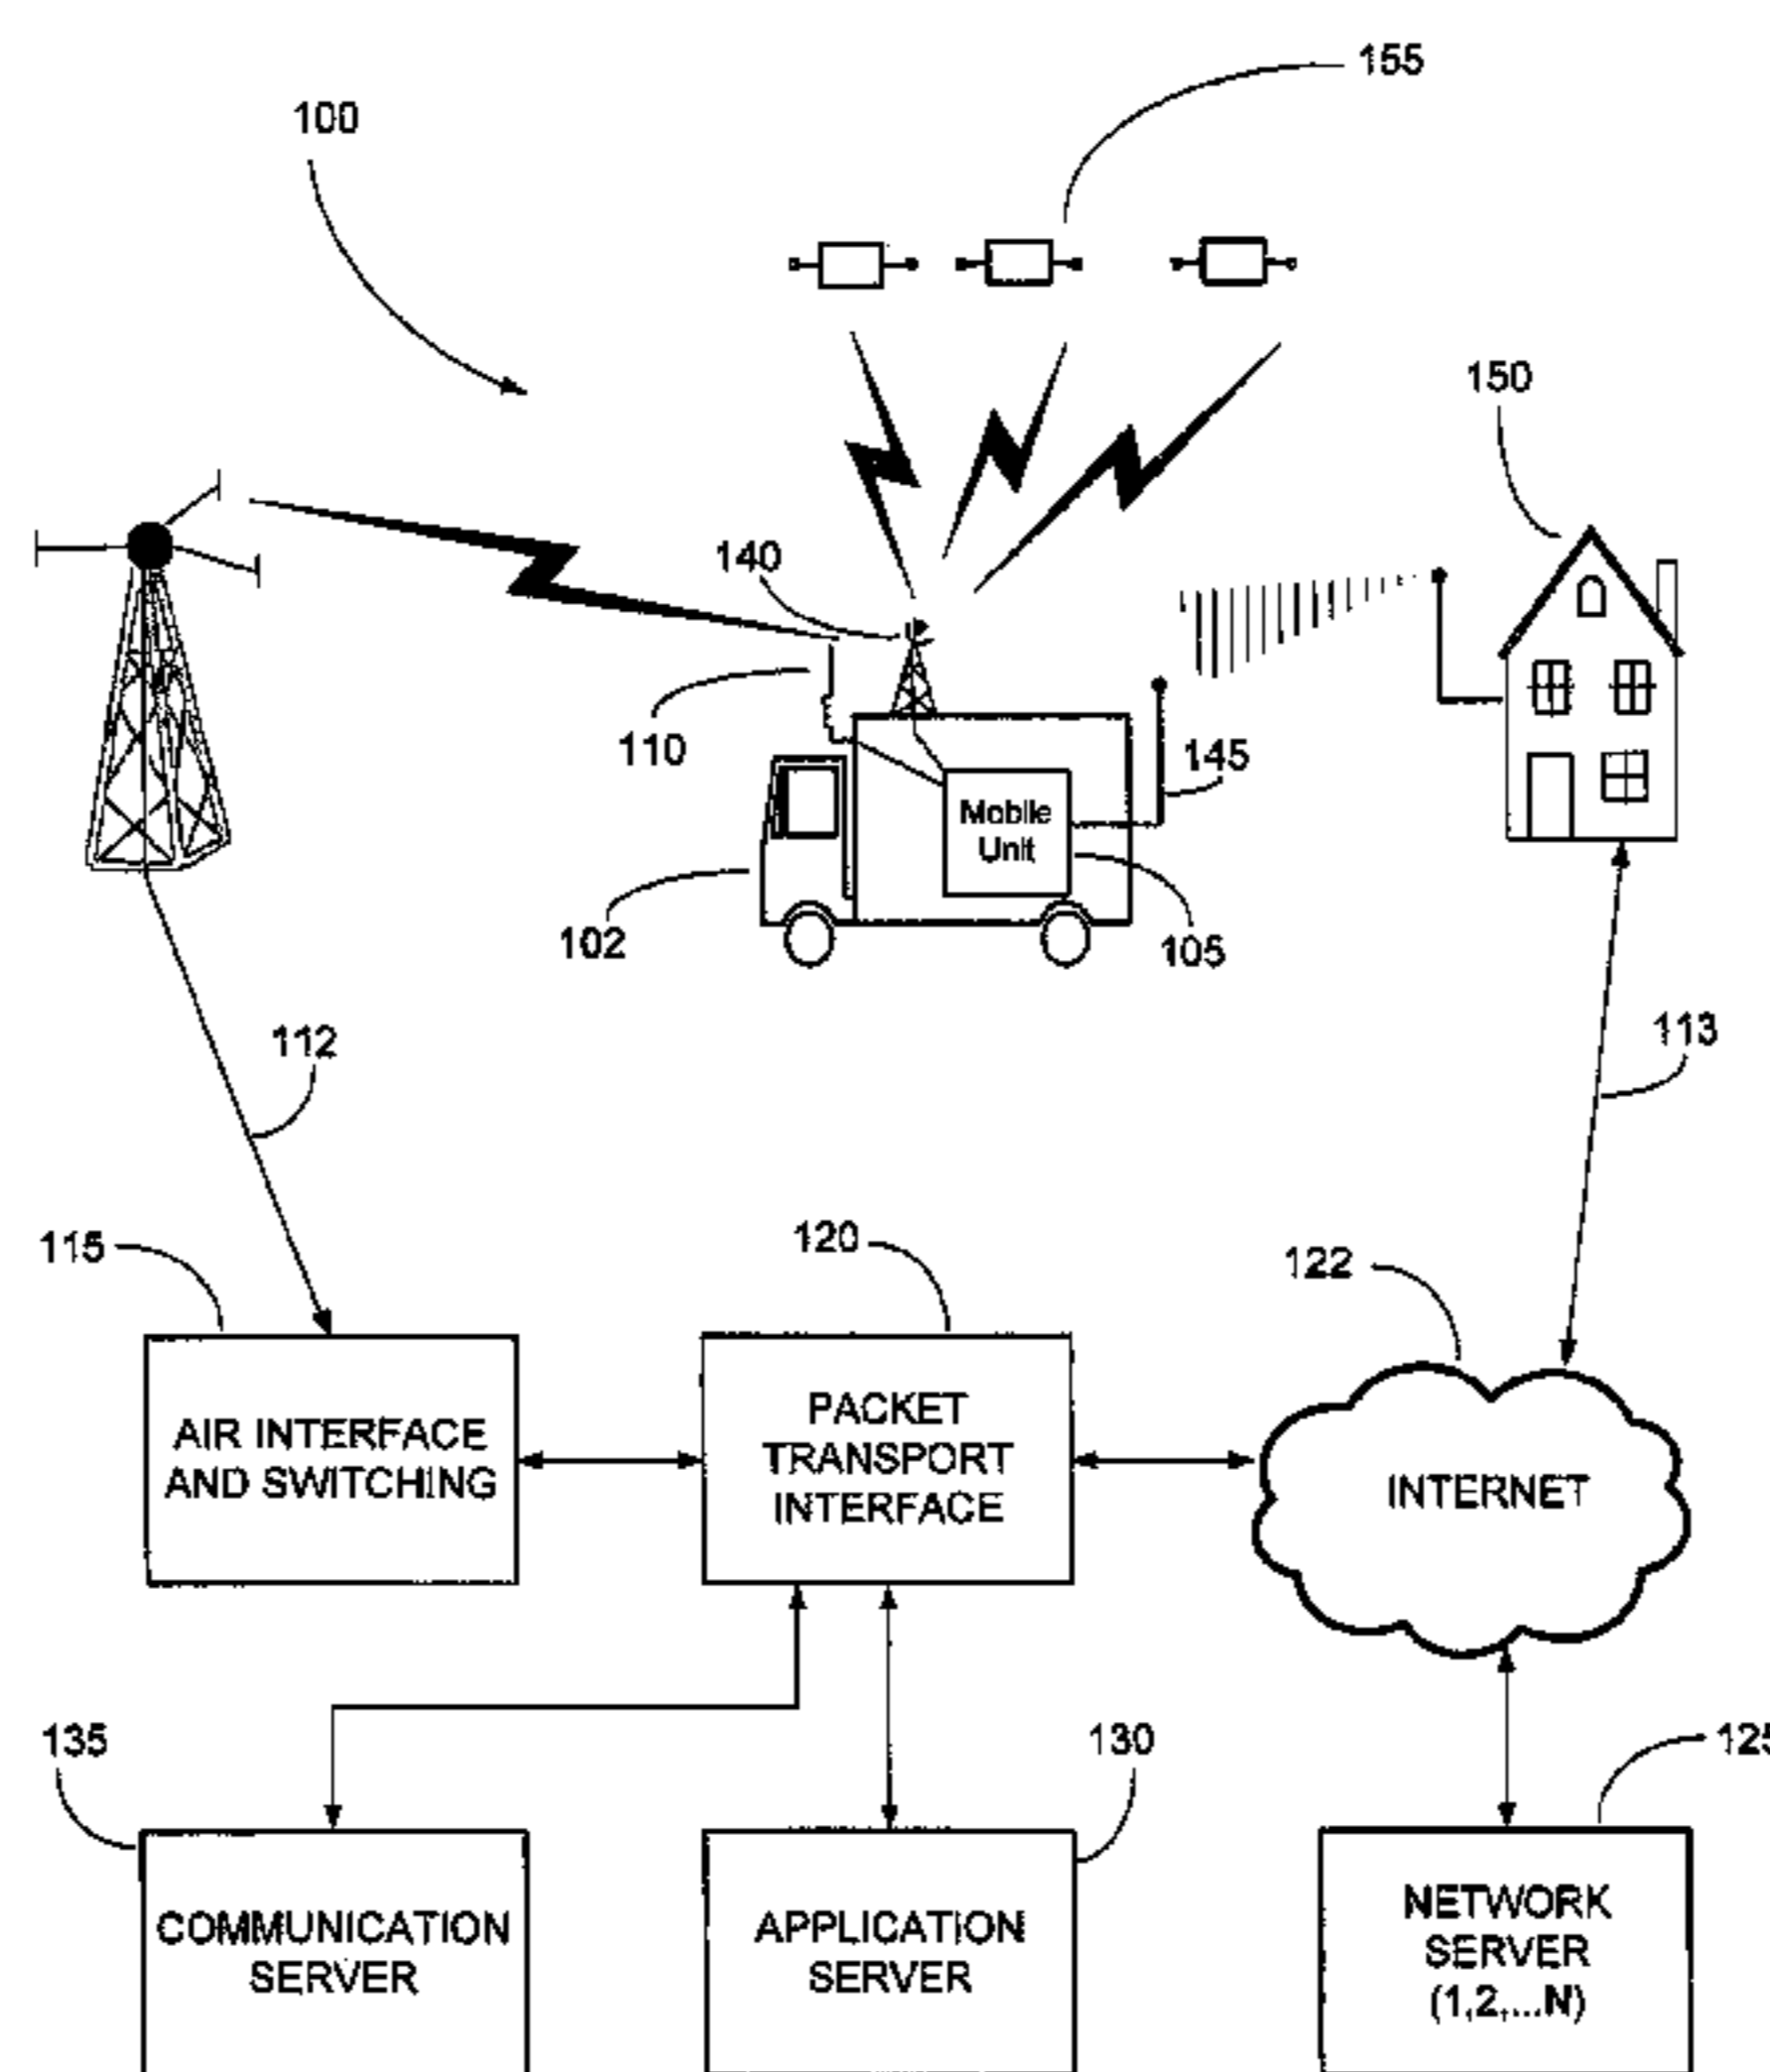 155
100
150
140
110
145
Mobile
Unit
102
105
112
113
115
120
122
AIR INTERFACE
AND SWITCHING
PACKET
TRANSPORT
INTERFACE
INTERNET
135
130
125
COMMUNICATION
SERVER
APPLICATION
SERVER
NETWORK
SERVER
(1,2,...N)